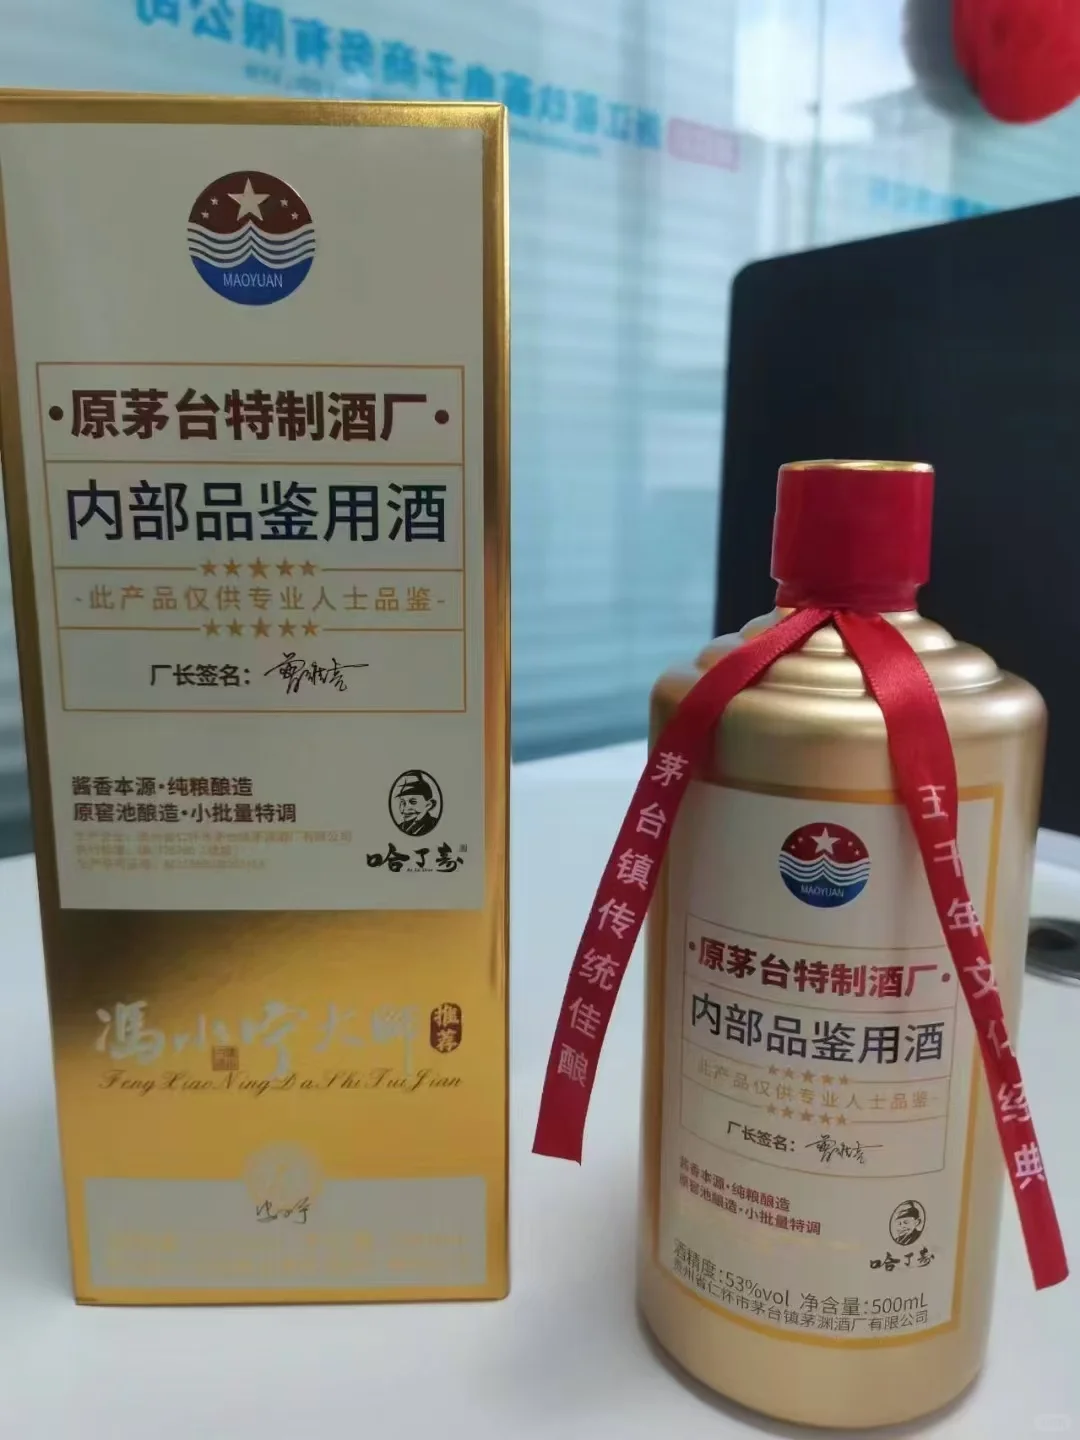 MAOYUAN
·原茅台特制酒厂·
内部品鉴用酒
-此产品仅供专业人士品鉴-
厂长签名：
酱香本源·纯粮酿造
原窖池酿造·小批量特调
哈丁寿
冯小宁大师
推荐
Feng Xiao Ning Da Shi Tui Jian
茅台镇传统佳酿
五千年文化经典
MAOYUAN
·原茅台特制酒厂·
内部品鉴用酒
此产品仅供专业人士品鉴-
厂长签名：
酱香本源·纯粮酿造
原窖池酿造·小批量特调
哈丁寿
酒精度：53%vol 净含量：500mL
贵州省仁怀市茅台镇茅渊酒厂有限公司